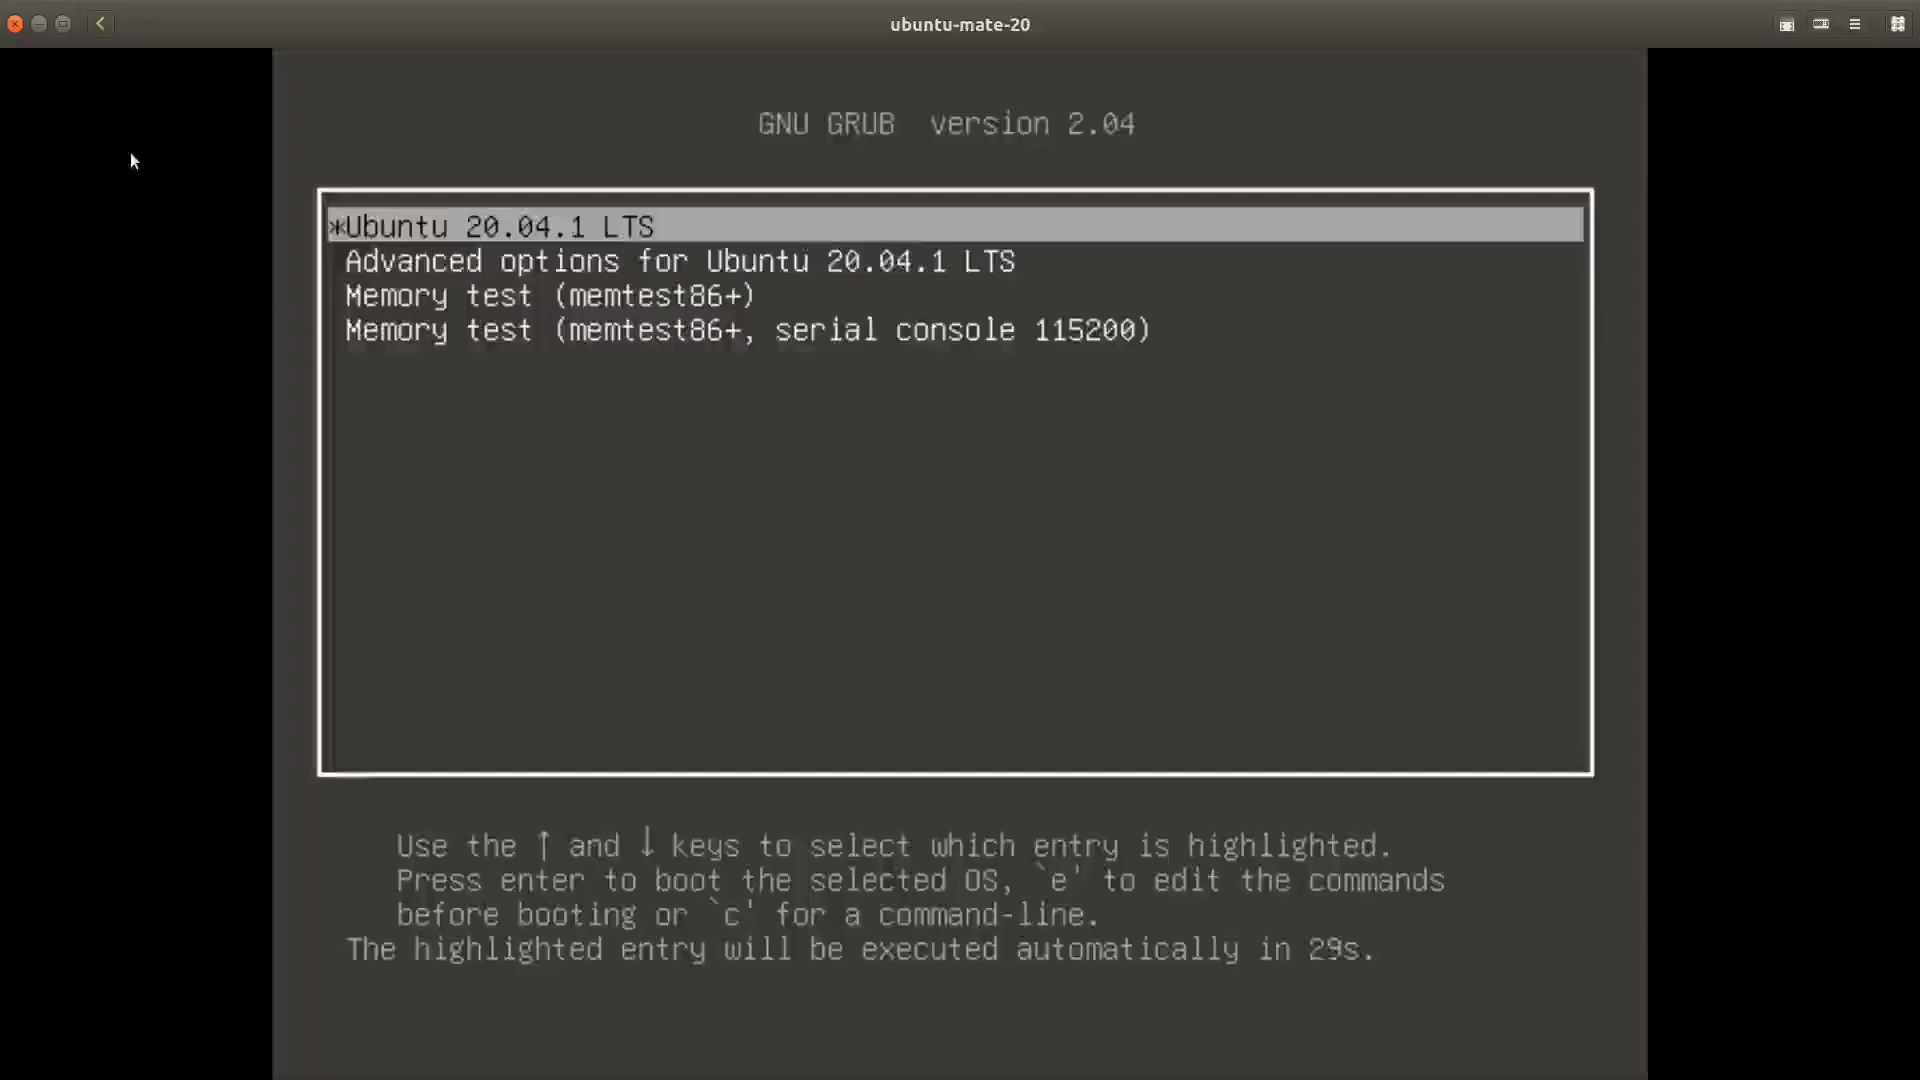 ubuntu-mate-20
GNU GRUB  version 2.04
*Ubuntu 20.04.1 LTS
Advanced options for Ubuntu 20.04.1 LTS
Memory test (memtest86+)
Memory test (memtest86+, serial console 115200)
Use the ↑ and ↓ keys to select which entry is highlighted.
Press enter to boot the selected OS, `e' to edit the commands
before booting or `c' for a command-line.
The highlighted entry will be executed automatically in 29s.